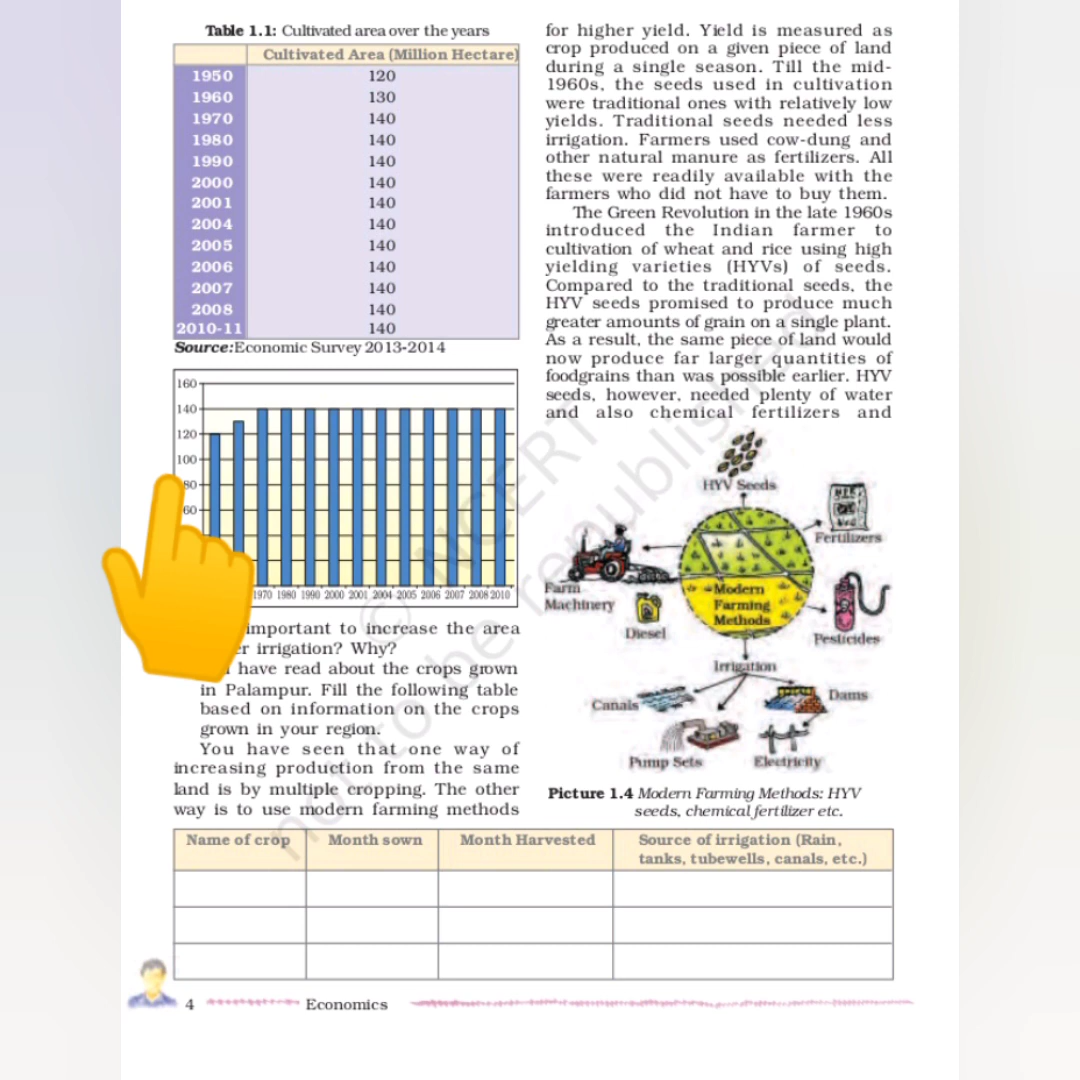 Table 1.1: Cultivated area over the years
Cultivated Area (Million Hectare)
1950 120
1960 130
1970 140
1980 140
1990 140
2000 140
2001 140
2004 140
2005 140
2006 140
2007 140
2008 140
2010-11 140
Source:Economic Survey 2013-2014
160
140
120
100
80
60
1970 1980 1990 2000 2001 2004 2005 2006 2007 2008 2010
important to increase the area
irrigation? Why?
have read about the crops grown
in Palampur. Fill the following table
based on information on the crops
grown in your region.
You have seen that one way of
increasing production from the same
land is by multiple cropping. The other
way is to use modern farming methods
for higher yield. Yield is measured as
crop produced on a given piece of land
during a single season. Till the mid-
1960s, the seeds used in cultivation
were traditional ones with relatively low
yields. Traditional seeds needed less
irrigation. Farmers used cow-dung and
other natural manure as fertilizers. All
these were readily available with the
farmers who did not have to buy them.
The Green Revolution in the late 1960s
introduced the Indian farmer to
cultivation of wheat and rice using high
yielding varieties (HYVs) of seeds.
Compared to the traditional seeds, the
HYV seeds promised to produce much
greater amounts of grain on a single plant.
As a result, the same piece of land would
now produce far larger quantities of
foodgrains than was possible earlier. HYV
seeds, however, needed plenty of water
and also chemical fertilizers and
HYV Seeds
Fertilizers
Farm
Machinery
Diesel
Modern
Farming
Methods
Pesticides
Irrigation
Canals
Dams
Pump Sets
Electricity
Picture 1.4 Modern Farming Methods: HYV
seeds, chemical fertilizer etc.
Name of crop Month sown Month Harvested Source of irrigation (Rain,
tanks, tubewells, canals, etc.)
4 Economics
© NCERT
not to be republished